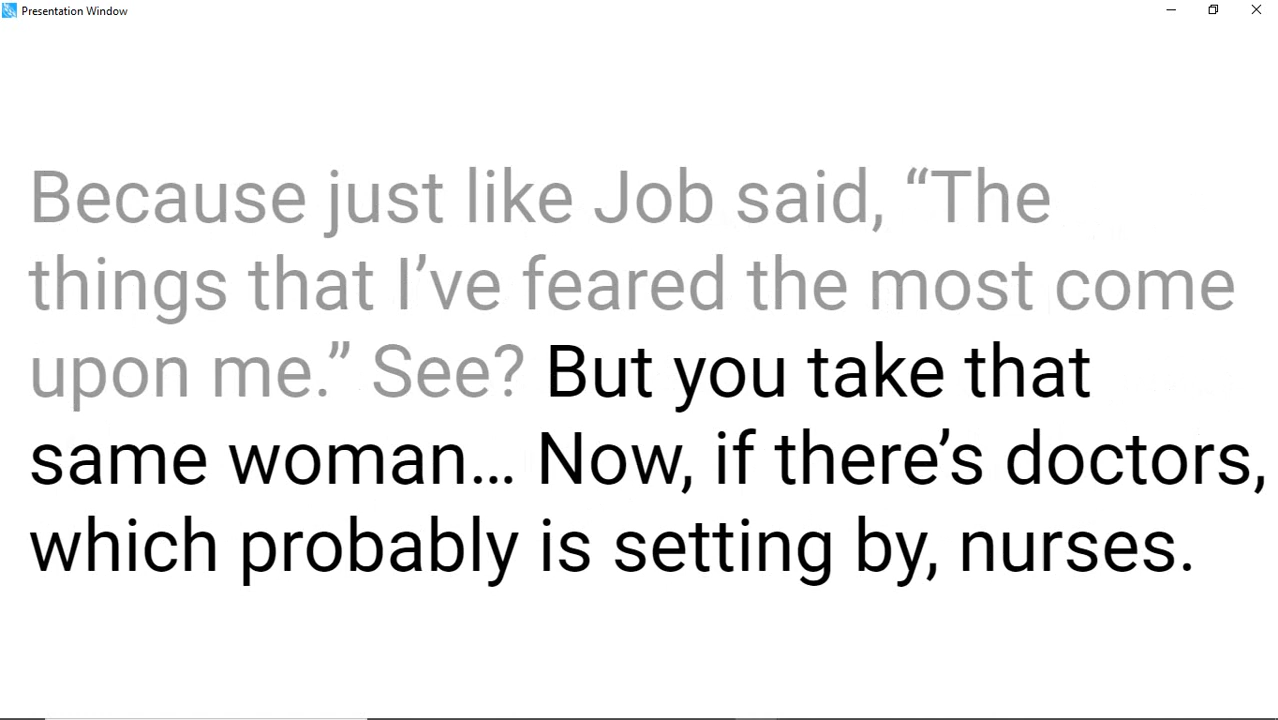 Presentation Window
Because just like Job said, “The
things that I’ve feared the most come
upon me.” See? But you take that
same woman… Now, if there’s doctors,
which probably is setting by, nurses.